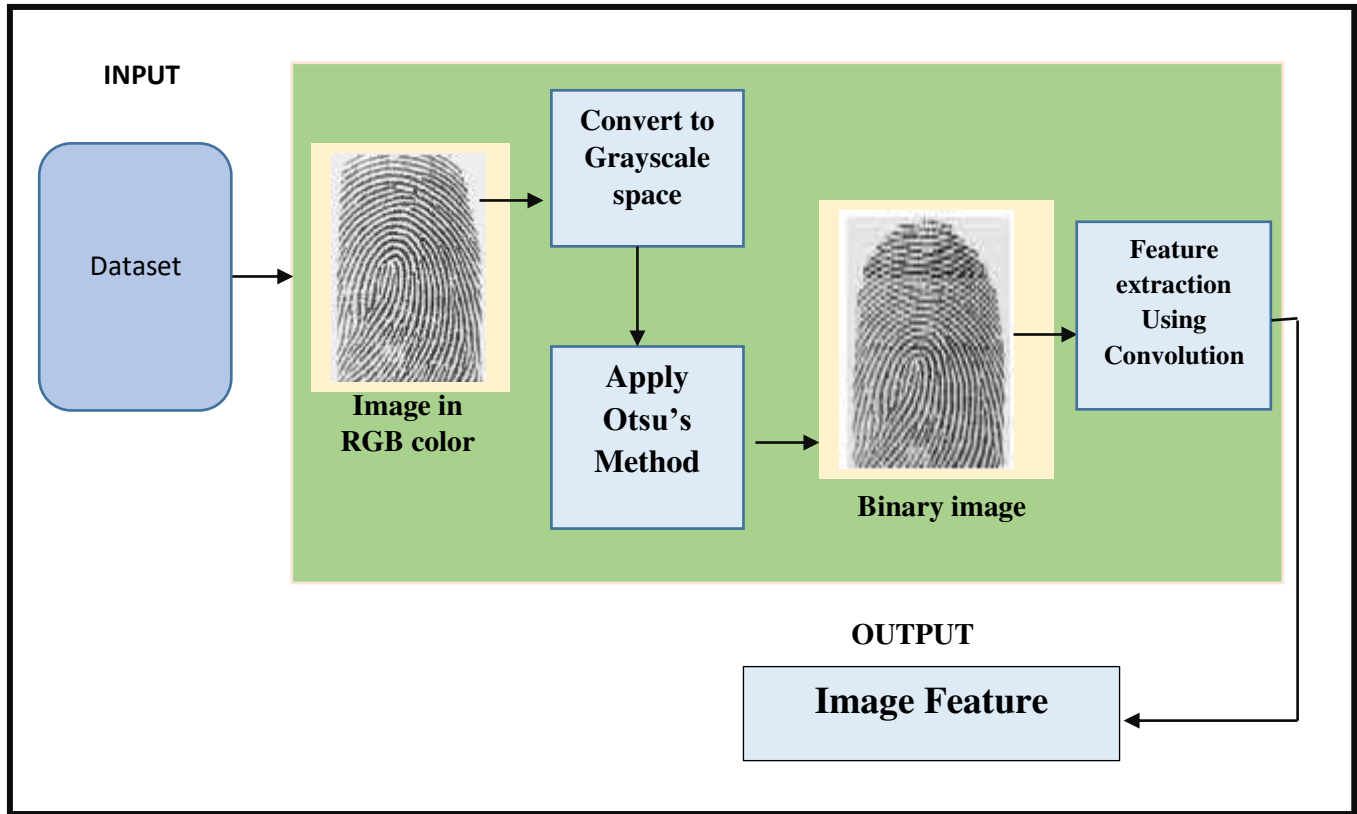 INPUT
Dataset
Image in
RGB color
Convert to
Grayscale
space
Apply
Otsu’s
Method
Binary image
Feature
extraction
Using
Convolution
OUTPUT
Image Feature